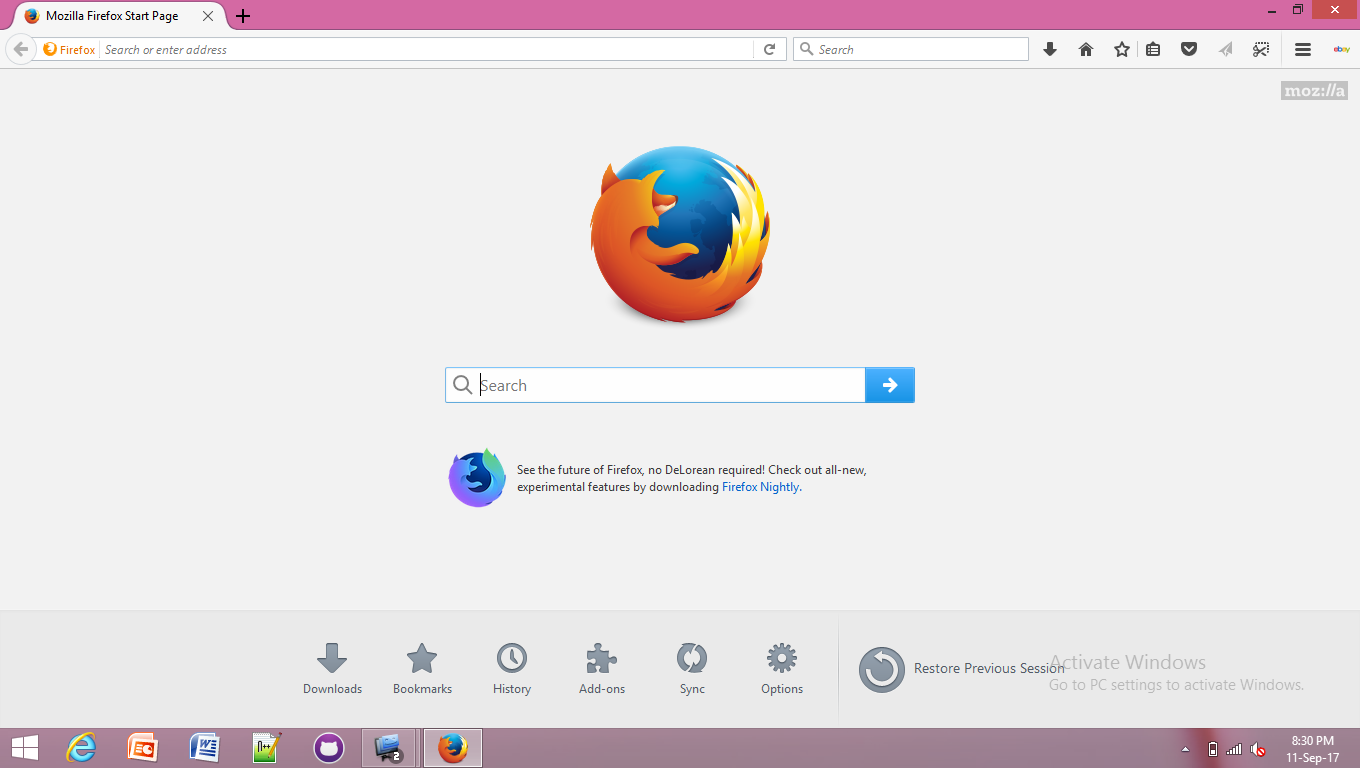 Mozilla Firefox Start Page
Firefox
Search or enter address
Search
ebay
moz://a
Search
See the future of Firefox, no DeLorean required! Check out all-new,
experimental features by downloading Firefox Nightly.
Downloads
Bookmarks
History
Add-ons
Sync
Options
Restore Previous Session
Activate Windows
Go to PC settings to activate Windows.
n++
2
8:30 PM
11-Sep-17